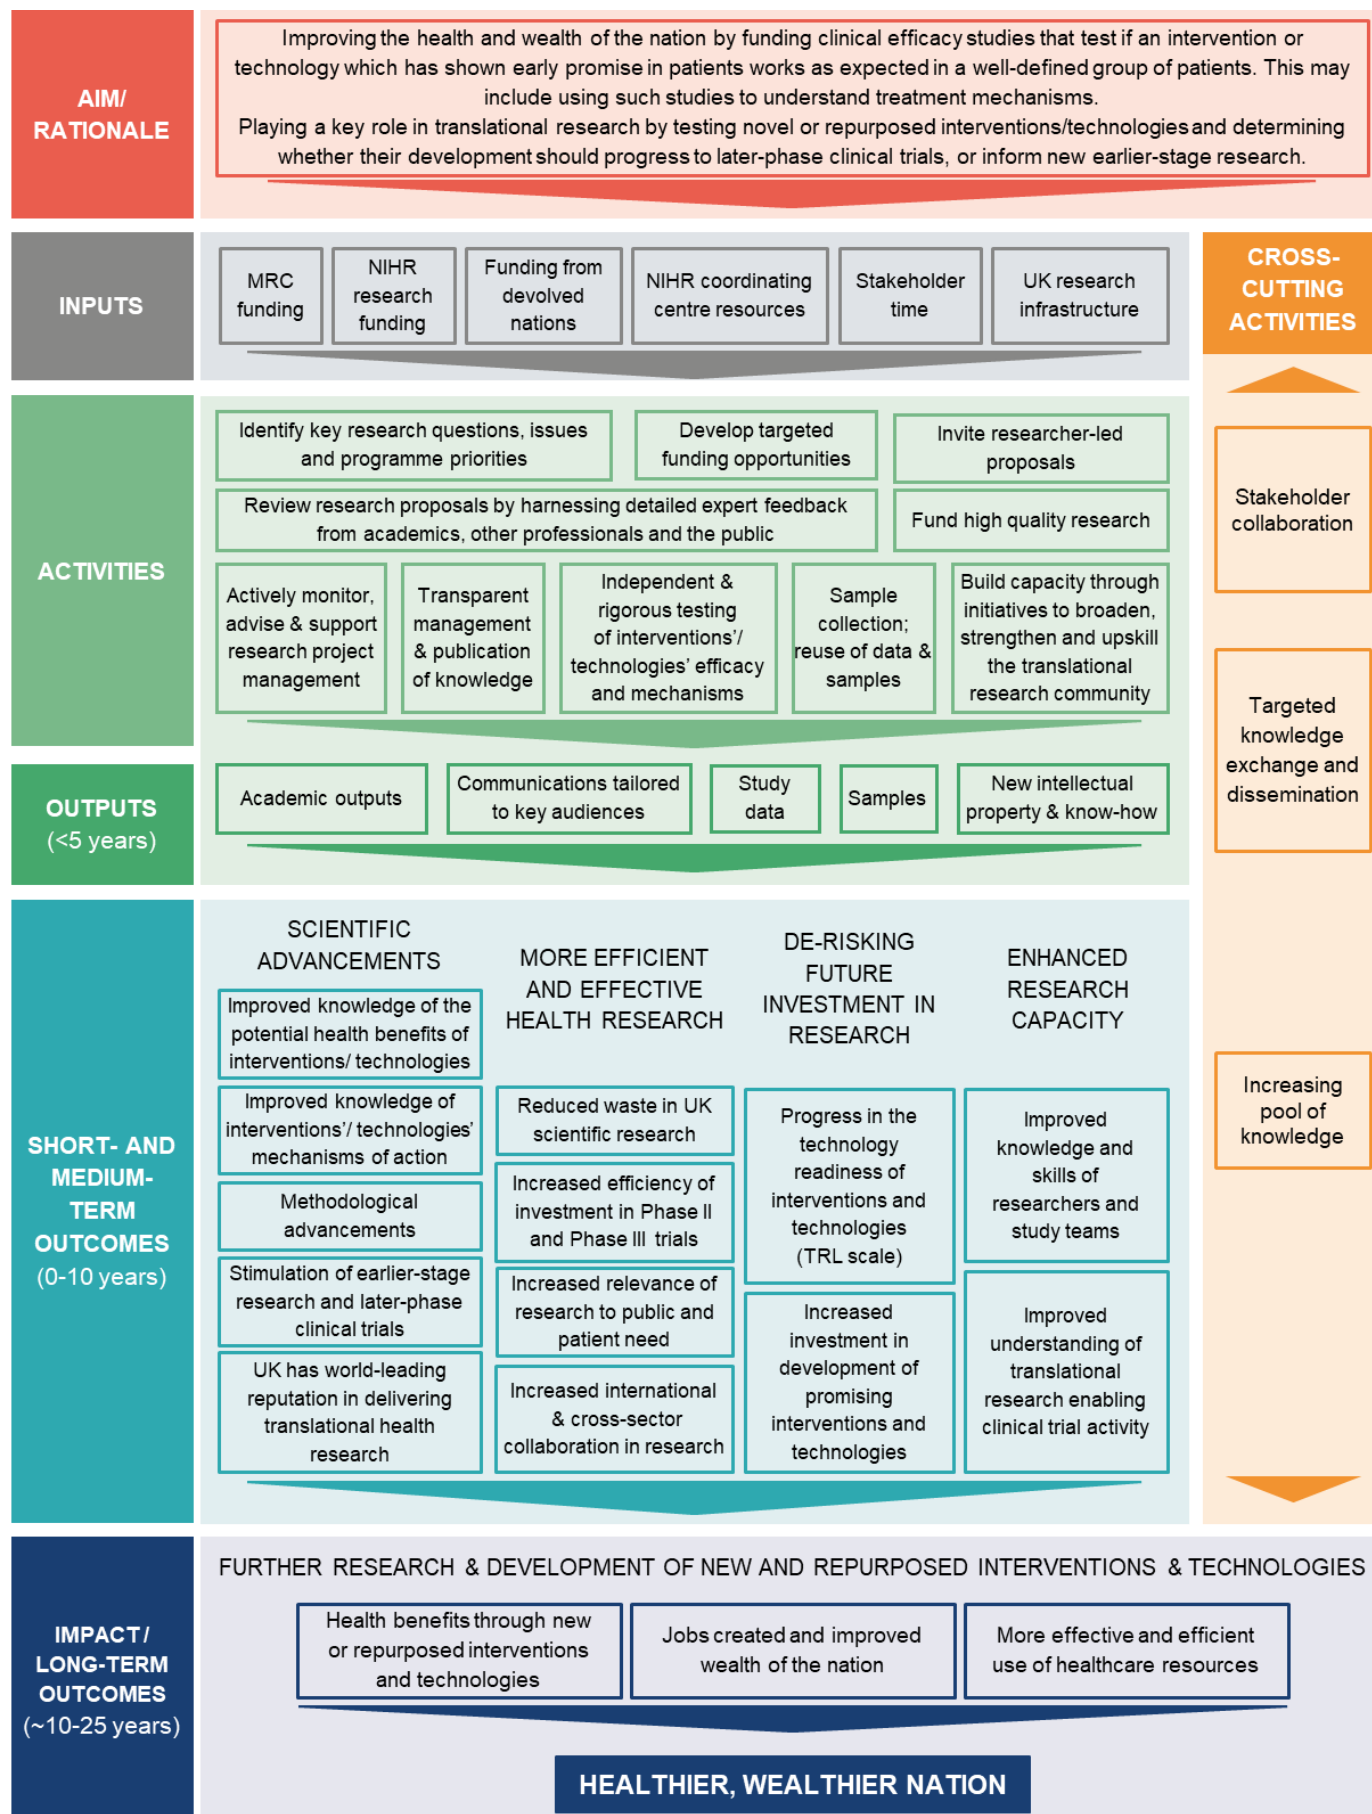 AIM/
RATIONALE
Improving the health and wealth of the nation by funding clinical efficacy studies that test if an intervention or
technology which has shown early promise in patients works as expected in a well-defined group of patients. This may
include using such studies to understand treatment mechanisms.
Playing a key role in translational research by testing novel or repurposed interventions/technologies and determining
whether their development should progress to later-phase clinical trials, or inform new earlier-stage research.
INPUTS
MRC
funding
NIHR
research
funding
Funding from
devolved
nations
NIHR coordinating
centre resources
Stakeholder
time
UK research
infrastructure
CROSS-
CUTTING
ACTIVITIES
Stakeholder
collaboration
Targeted
knowledge
exchange and
dissemination
Increasing
pool of
knowledge
ACTIVITIES
Identify key research questions, issues
and programme priorities
Develop targeted
funding opportunities
Invite researcher-led
proposals
Review research proposals by harnessing detailed expert feedback
from academics, other professionals and the public
Fund high quality research
Actively monitor,
advise & support
research project
management
Transparent
management
& publication
of knowledge
Independent &
rigorous testing
of interventions'/
technologies' efficacy
and mechanisms
Sample
collection;
reuse of data &
samples
Build capacity through
initiatives to broaden,
strengthen and upskill
the translational
research community
OUTPUTS
(<5 years)
Academic outputs
Communications tailored
to key audiences
Study
data
Samples
New intellectual
property & know-how
SHORT- AND
MEDIUM-
TERM
OUTCOMES
(0-10 years)
SCIENTIFIC
ADVANCEMENTS
Improved knowledge of the
potential health benefits of
interventions/ technologies
Improved knowledge of
interventions'/ technologies'
mechanisms of action
Methodological
advancements
Stimulation of earlier-stage
research and later-phase
clinical trials
UK has world-leading
reputation in delivering
translational health
research
MORE EFFICIENT
AND EFFECTIVE
HEALTH RESEARCH
Reduced waste in UK
scientific research
Increased efficiency of
investment in Phase II
and Phase III trials
Increased relevance of
research to public and
patient need
Increased international
& cross-sector
collaboration in research
DE-RISKING
FUTURE
INVESTMENT IN
RESEARCH
Progress in the
technology
readiness of
interventions and
technologies
(TRL scale)
Increased
investment in
development of
promising
interventions and
technologies
ENHANCED
RESEARCH
CAPACITY
Improved
knowledge and
skills of
researchers and
study teams
Improved
understanding of
translational
research enabling
clinical trial activity
IMPACT /
LONG-TERM
OUTCOMES
(~10-25 years)
FURTHER RESEARCH & DEVELOPMENT OF NEW AND REPURPOSED INTERVENTIONS & TECHNOLOGIES
Health benefits through new
or repurposed interventions
and technologies
Jobs created and improved
wealth of the nation
More effective and efficient
use of healthcare resources
HEALTHIER, WEALTHIER NATION